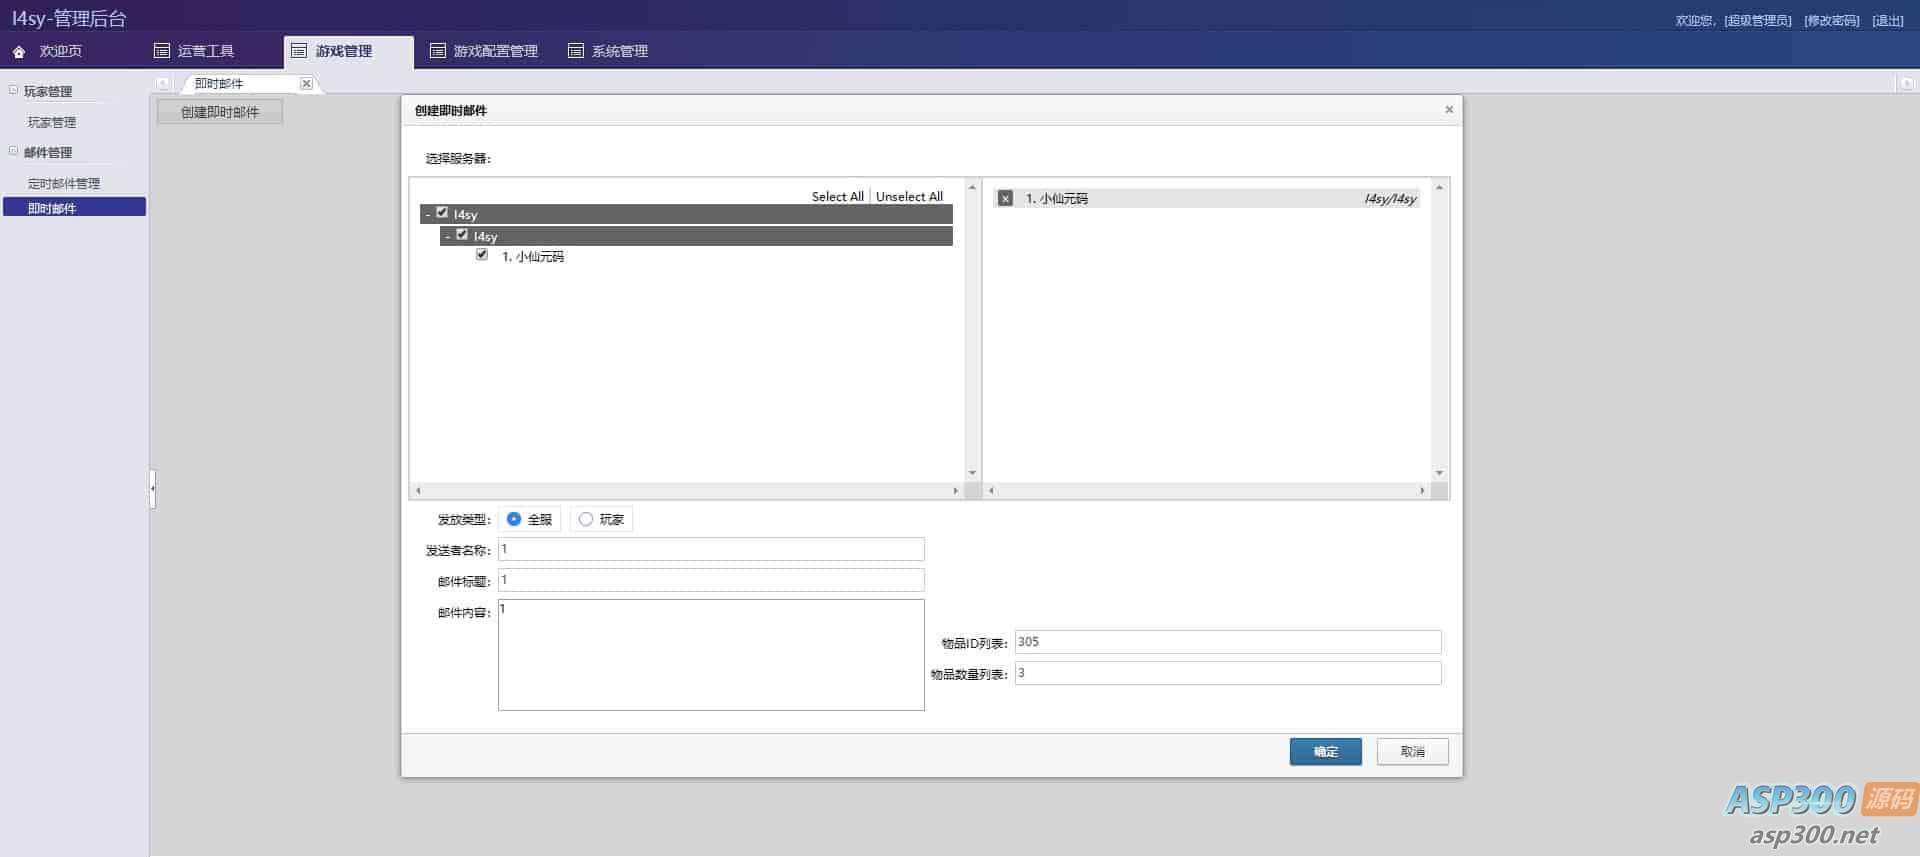 l4sy-管理后台
欢迎您，[超级管理员] [修改密码] [退出]
欢迎页 运营工具 游戏管理 游戏配置管理 系统管理
玩家管理
玩家管理
邮件管理
定时邮件管理
即时邮件
即时邮件
创建即时邮件
创建即时邮件
选择服务器：
Select All Unselect All
- l4sy
- l4sy
1. 小仙元码
x 1. 小仙元码 l4sy/l4sy
发放类型： 全服 玩家
发送者名称： 1
邮件标题： 1
邮件内容： 1
物品ID列表： 305
物品数量列表： 3
确定 取消
ASP300 源码
asp300.net